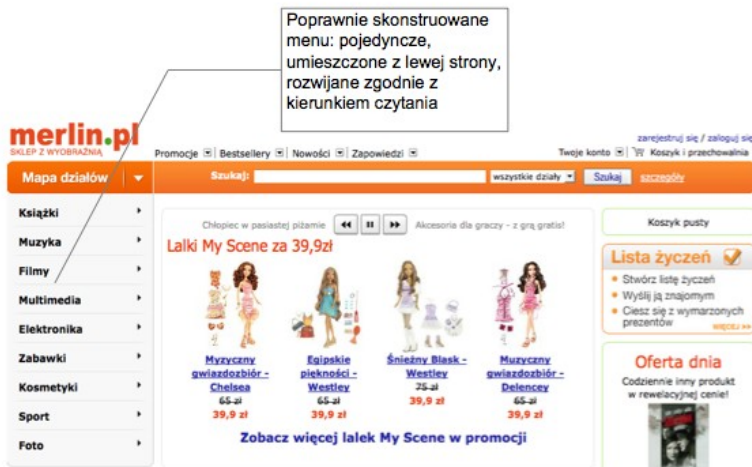 Poprawnie skonstruowane
menu: pojedyncze,
umieszczone z lewej strony,
rozwijane zgodnie z
kierunkiem czytania
merlin.pl
SKLEP Z WYOBRAŹNIĄ
zarejestruj się / zaloguj się
Promocje Bestsellery Nowości Zapowiedzi Twoje konto Koszyk i przechowalnia
Mapa działów Szukaj: wszystkie działy Szukaj szczegóły
Książki
Muzyka
Filmy
Multimedia
Elektronika
Zabawki
Kosmetyki
Sport
Foto
Chłopiec w pasiastej piżamie Akcesoria dla graczy - z grą gratis!
Lalki My Scene za 39,9zł
Myzyczny gwiazdozbiór - Chelsea
65 zł
39,9 zł
Egipskie piękności - Westley
65 zł
39,9 zł
Śnieżny Blask - Westley
75 zł
39,9 zł
Muzyczny gwiazdozbiór - Delencey
65 zł
39,9 zł
Zobacz więcej lalek My Scene w promocji
Koszyk pusty
Lista życzeń
Stwórz listę życzeń
Wyślij ją znajomym
Ciesz się z wymarzonych
prezentów
WIĘCEJ >>
Oferta dnia
Codziennie inny produkt
w rewelacyjnej cenie!